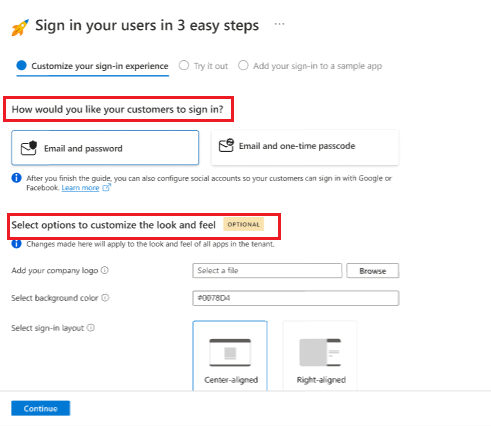 Sign in your users in 3 easy steps ...
Customize your sign-in experience Try it out Add your sign-in to a sample app
How would you like your customers to sign in?
Email and password Email and one-time passcode
After you finish the guide, you can also configure social accounts so your customers can sign in with Google or
Facebook. Learn more
Select options to customize the look and feel OPTIONAL
Changes made here will apply to the look and feel of all apps in the tenant.
Add your company logo Select a file Browse
Select background color #0078D4
Select sign-in layout
Center-aligned Right-aligned
Continue